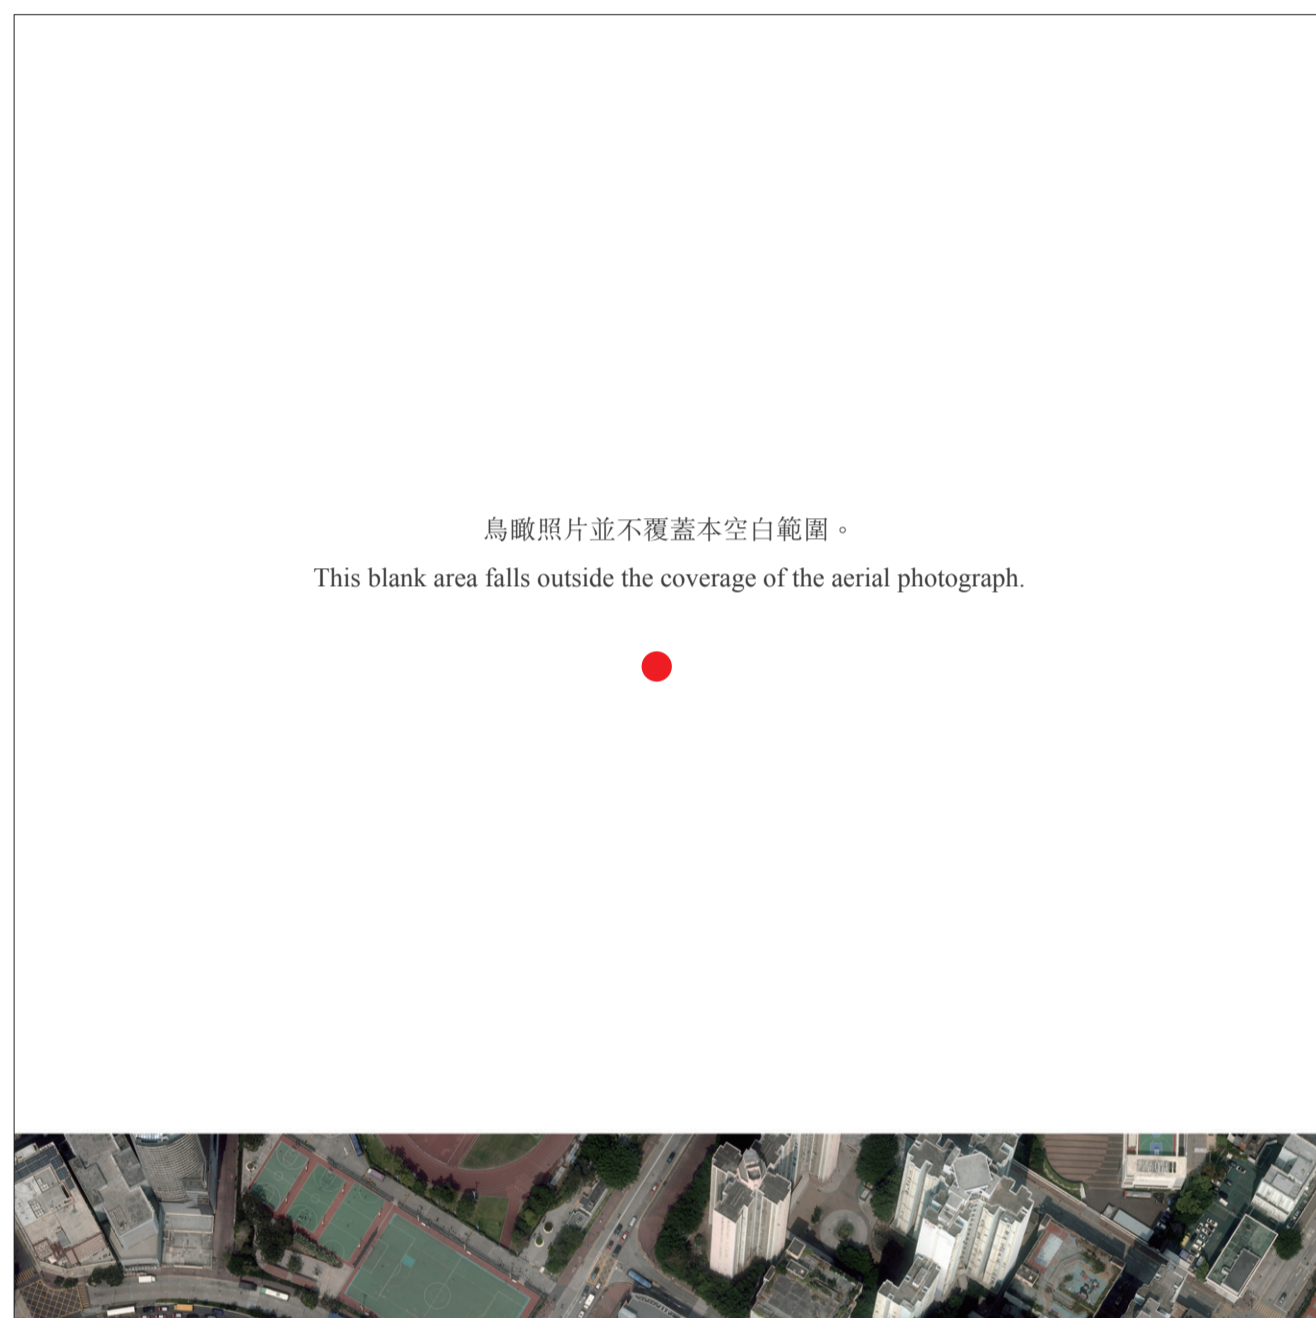 鳥瞰照片並不覆蓋本空白範圍。
This blank area falls outside the coverage of the aerial photograph.